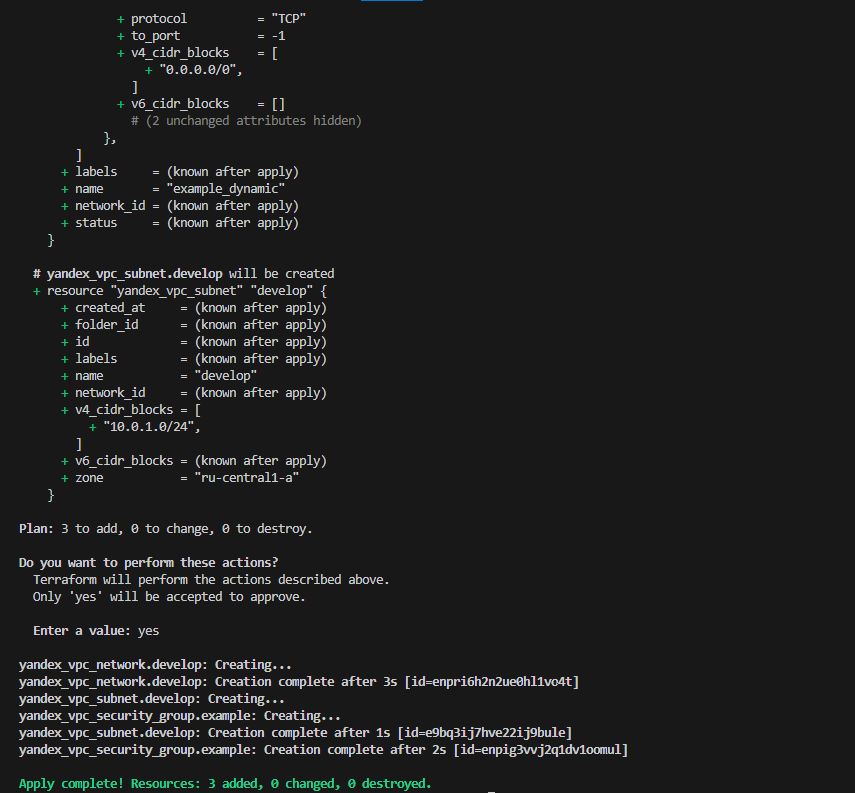 + protocol          = "TCP"
+ to_port           = -1
+ v4_cidr_blocks    = [
+ "0.0.0.0/0",
]
+ v6_cidr_blocks    = []
# (2 unchanged attributes hidden)
},
]
+ labels     = (known after apply)
+ name       = "example_dynamic"
+ network_id = (known after apply)
+ status     = (known after apply)
}
# yandex_vpc_subnet.develop will be created
+ resource "yandex_vpc_subnet" "develop" {
+ created_at     = (known after apply)
+ folder_id      = (known after apply)
+ id             = (known after apply)
+ labels         = (known after apply)
+ name           = "develop"
+ network_id     = (known after apply)
+ v4_cidr_blocks = [
+ "10.0.1.0/24",
]
+ v6_cidr_blocks = (known after apply)
+ zone           = "ru-central1-a"
}
Plan: 3 to add, 0 to change, 0 to destroy.
Do you want to perform these actions?
Terraform will perform the actions described above.
Only 'yes' will be accepted to approve.
Enter a value: yes
yandex_vpc_network.develop: Creating...
yandex_vpc_network.develop: Creation complete after 3s [id=enpri6h2n2ue0hl1vo4t]
yandex_vpc_subnet.develop: Creating...
yandex_vpc_security_group.example: Creating...
yandex_vpc_subnet.develop: Creation complete after 1s [id=e9bq3ij7hve22ij9bule]
yandex_vpc_security_group.example: Creation complete after 2s [id=enpig3vvj2q1dv1oomul]
Apply complete! Resources: 3 added, 0 changed, 0 destroyed.